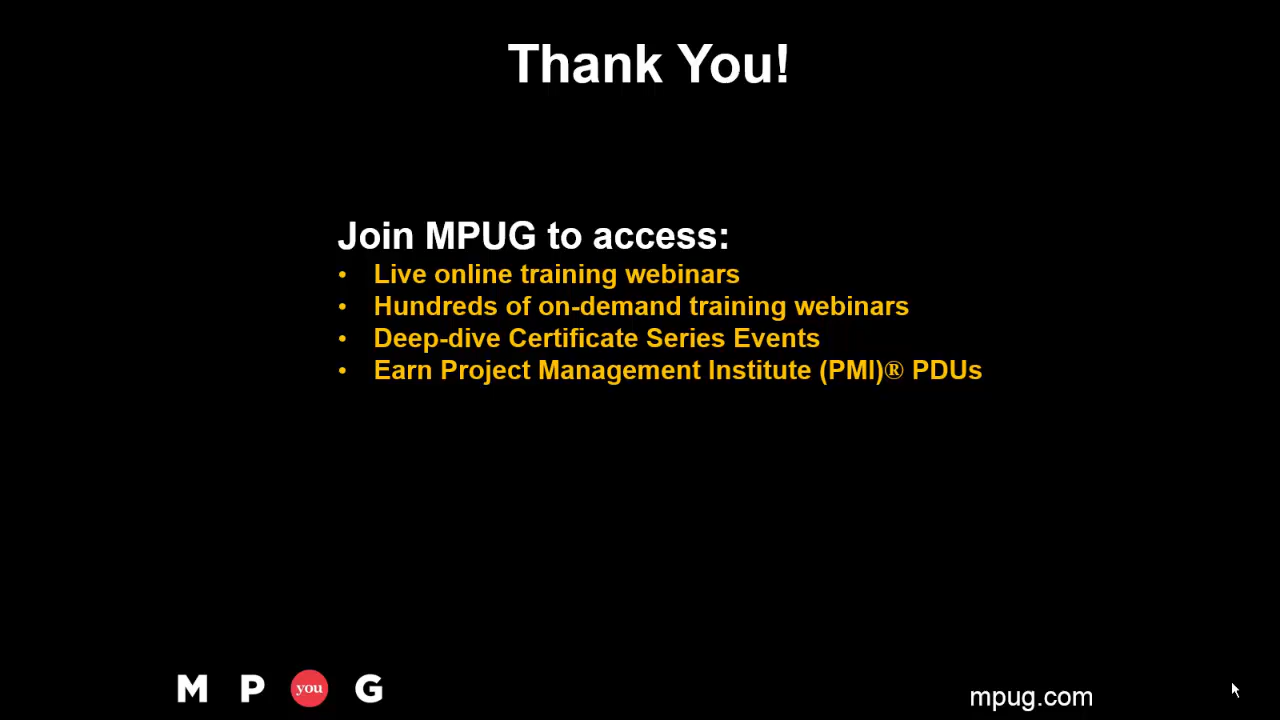 Thank You!
Join MPUG to access:
• Live online training webinars
• Hundreds of on-demand training webinars
• Deep-dive Certificate Series Events
• Earn Project Management Institute (PMI)® PDUs
M P you G
mpug.com